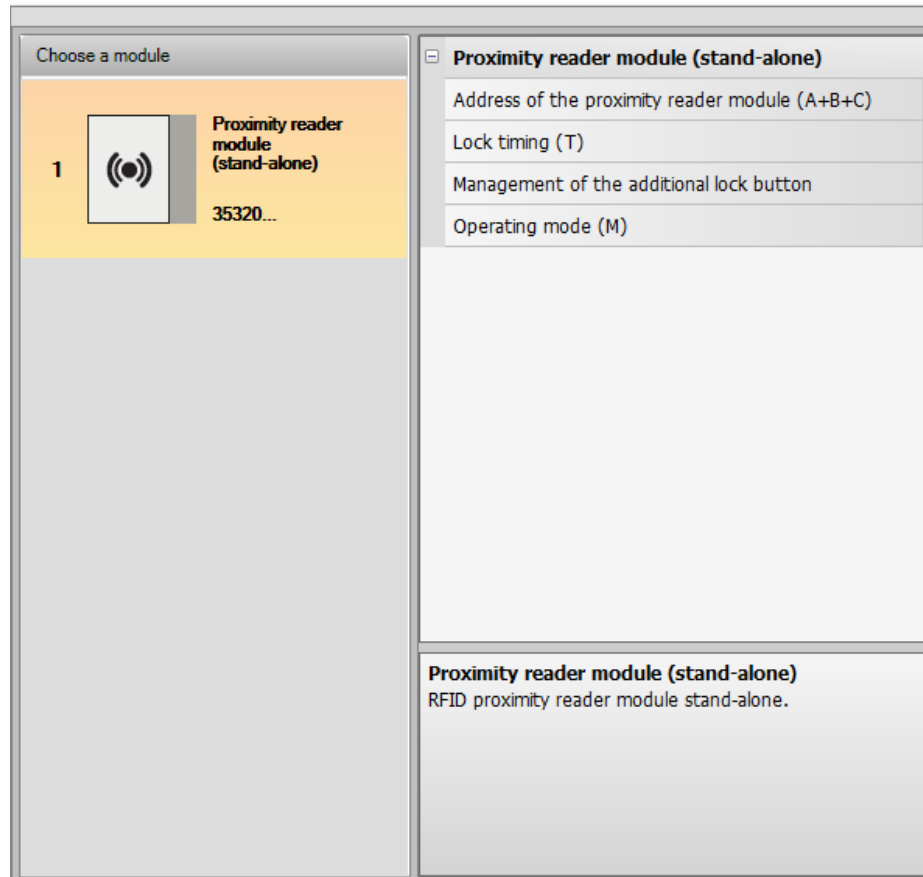 Choose a module
1
Proximity reader
module
(stand-alone)
35320...
Proximity reader module (stand-alone)
Address of the proximity reader module (A+B+C)
Lock timing (T)
Management of the additional lock button
Operating mode (M)
Proximity reader module (stand-alone)
RFID proximity reader module stand-alone.